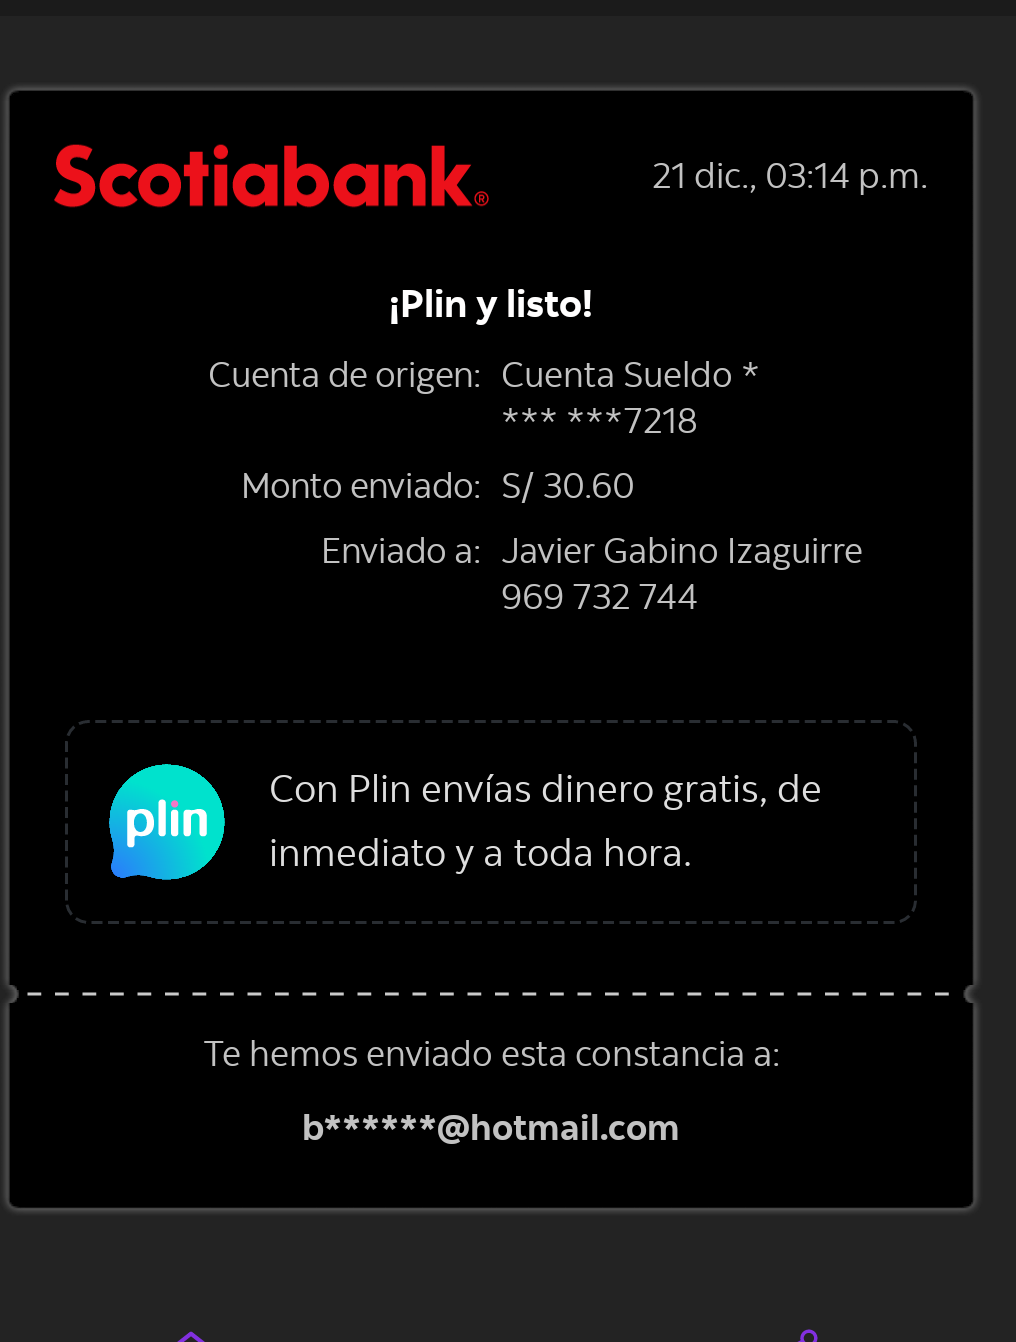 Scotiabank®
21 dic., 03:14 p.m.
¡Plin y listo!
Cuenta de origen: Cuenta Sueldo *
*** ***7218
Monto enviado: S/ 30.60
Enviado a: Javier Gabino Izaguirre
969 732 744
plin
Con Plin envías dinero gratis, de
inmediato y a toda hora.
Te hemos enviado esta constancia a:
b******@hotmail.com